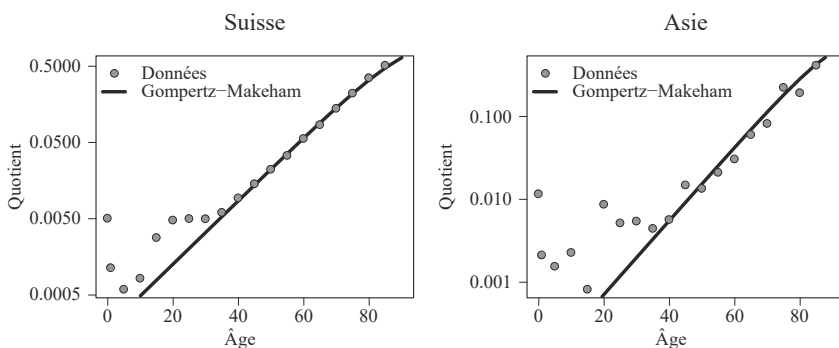 Suisse
0.5000
0.0500
0.0050
0.0005
Quotient
Données
Gompertz−Makeham
0 20 40 60 80
Âge
Asie
0.100
0.010
0.001
Quotient
Données
Gompertz−Makeham
0 20 40 60 80
Âge